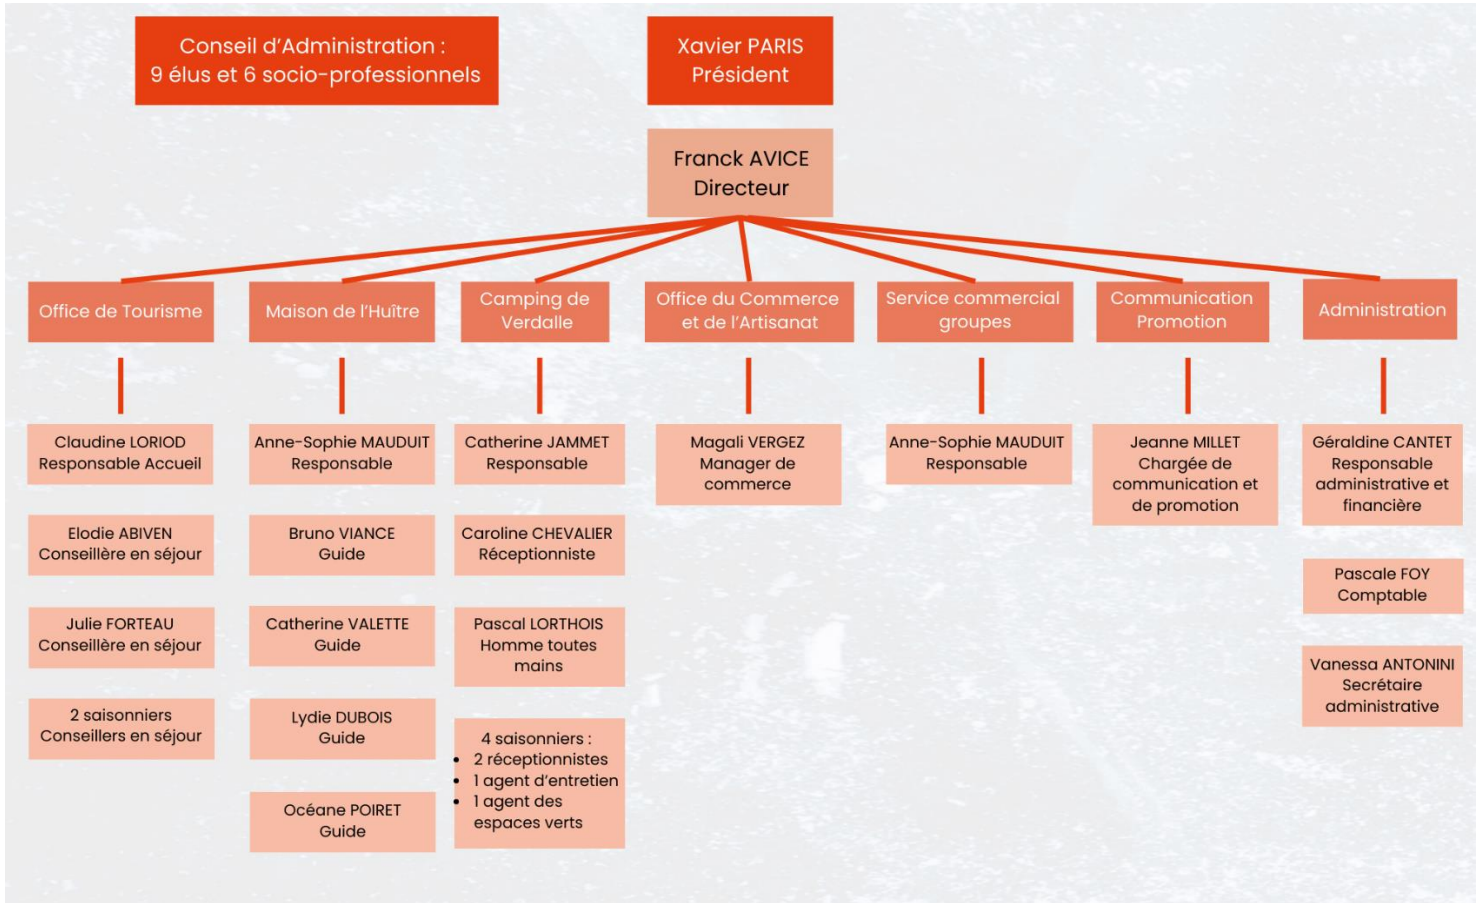 Conseil d'Administration :
9 élus et 6 socio-professionnels
Xavier PARIS
Président
Franck AVICE
Directeur
Office de Tourisme
Maison de l'Huître
Camping de
Verdalle
Office du Commerce
et de l'Artisanat
Service commercial
groupes
Communication
Promotion
Administration
Claudine LORIOD
Responsable Accueil
Elodie ABIVEN
Conseillère en séjour
Julie FORTEAU
Conseillère en séjour
2 saisonniers
Conseillers en séjour
Anne-Sophie MAUDUIT
Responsable
Bruno VIANCE
Guide
Catherine VALETTE
Guide
Lydie DUBOIS
Guide
Océane POIRET
Guide
Catherine JAMMET
Responsable
Caroline CHEVALIER
Réceptionniste
Pascal LORTHOIS
Homme toutes
mains
4 saisonniers :
• 2 réceptionnistes
• 1 agent d'entretien
• 1 agent des
espaces verts
Magali VERGEZ
Manager de
commerce
Anne-Sophie MAUDUIT
Responsable
Jeanne MILLET
Chargée de
communication et
de promotion
Géraldine CANTET
Responsable
administrative et
financière
Pascale FOY
Comptable
Vanessa ANTONINI
Secrétaire
administrative